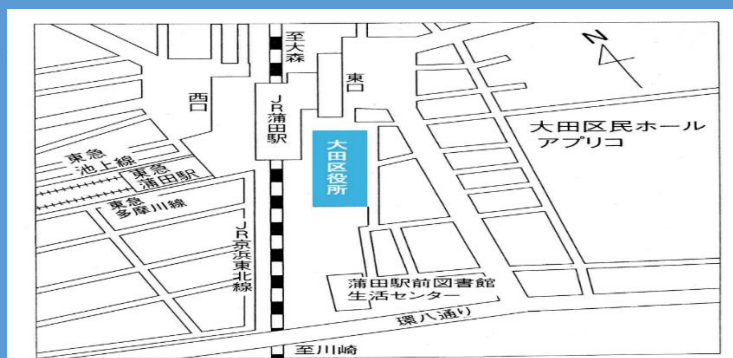 至大森
N
西口
JR蒲田駅
東口
大田区役所
大田区民ホール
アプリコ
東急
池上線
東急
蒲田駅
東急
多摩川線
JR京浜東北線
蒲田駅前図書館
生活センター
環八通り
至川崎